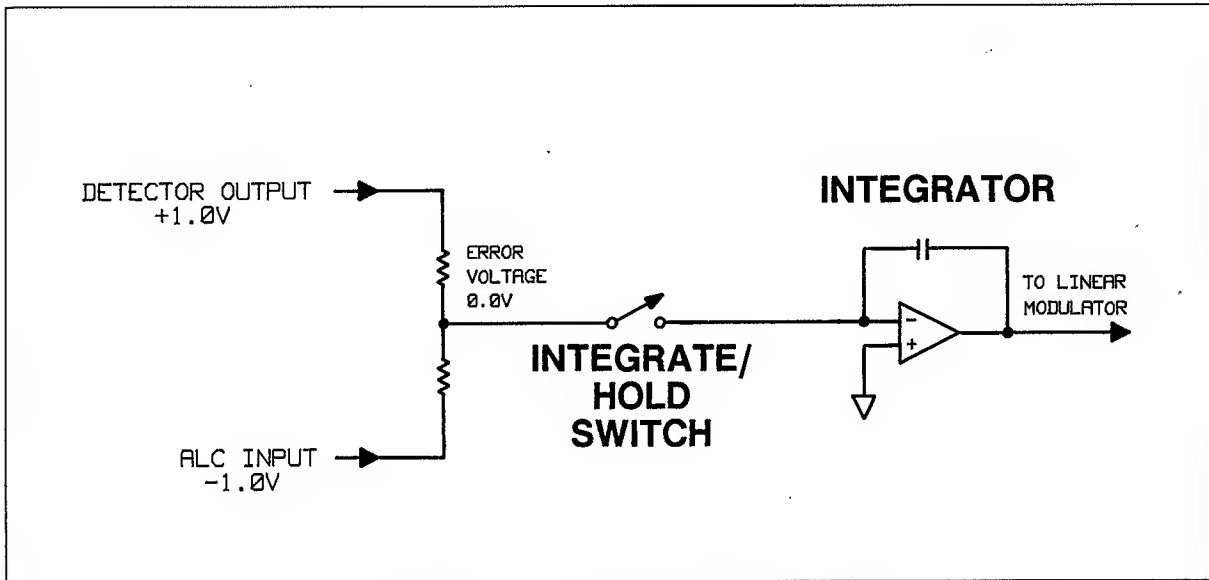 DETECTOR OUTPUT
+1.0V
ERROR
VOLTAGE
0.0V
INTEGRATE/
HOLD
SWITCH
ALC INPUT
-1.0V
INTEGRATOR
-
+
TO LINEAR
MODULATOR